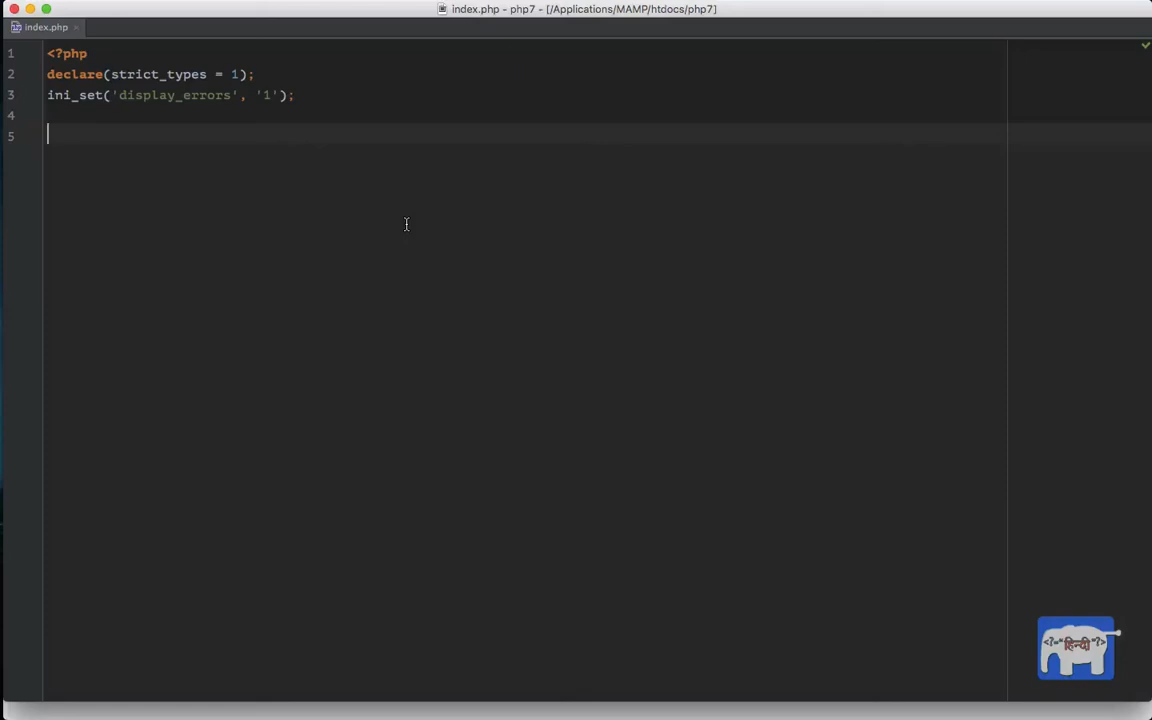 index.php - php7 - [/Applications/MAMP/htdocs/php7]
index.php
1 <?php
2 declare(strict_types = 1);
3 ini_set('display_errors', '1');
4
5
<?="हिन्दी"?>